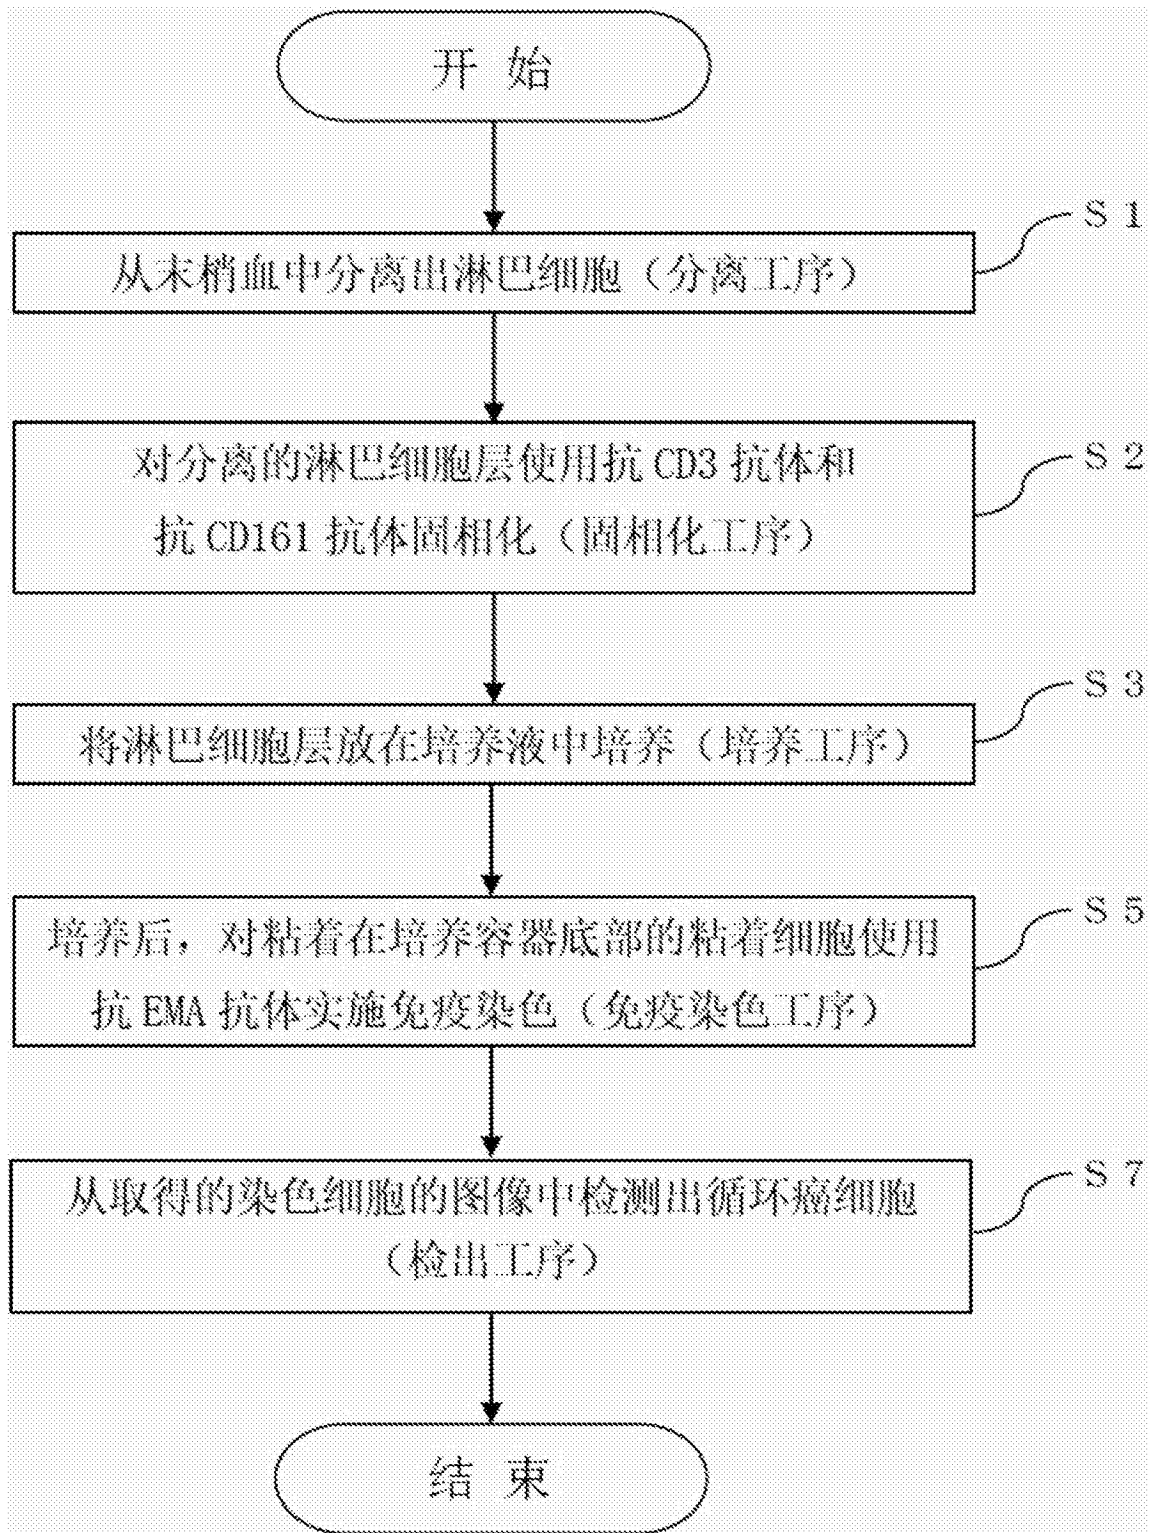 开 始
S1
从末梢血中分离出淋巴细胞（分离工序）
S2
对分离的淋巴细胞层使用抗 CD3 抗体和
抗 CD161 抗体固相化（固相化工序）
S3
将淋巴细胞层放在培养液中培养（培养工序）
S5
培养后，对粘着在培养容器底部的粘着细胞使用
抗 EMA 抗体实施免疫染色（免疫染色工序）
S7
从取得的染色细胞的图像中检测出循环癌细胞
（检出工序）
结 束